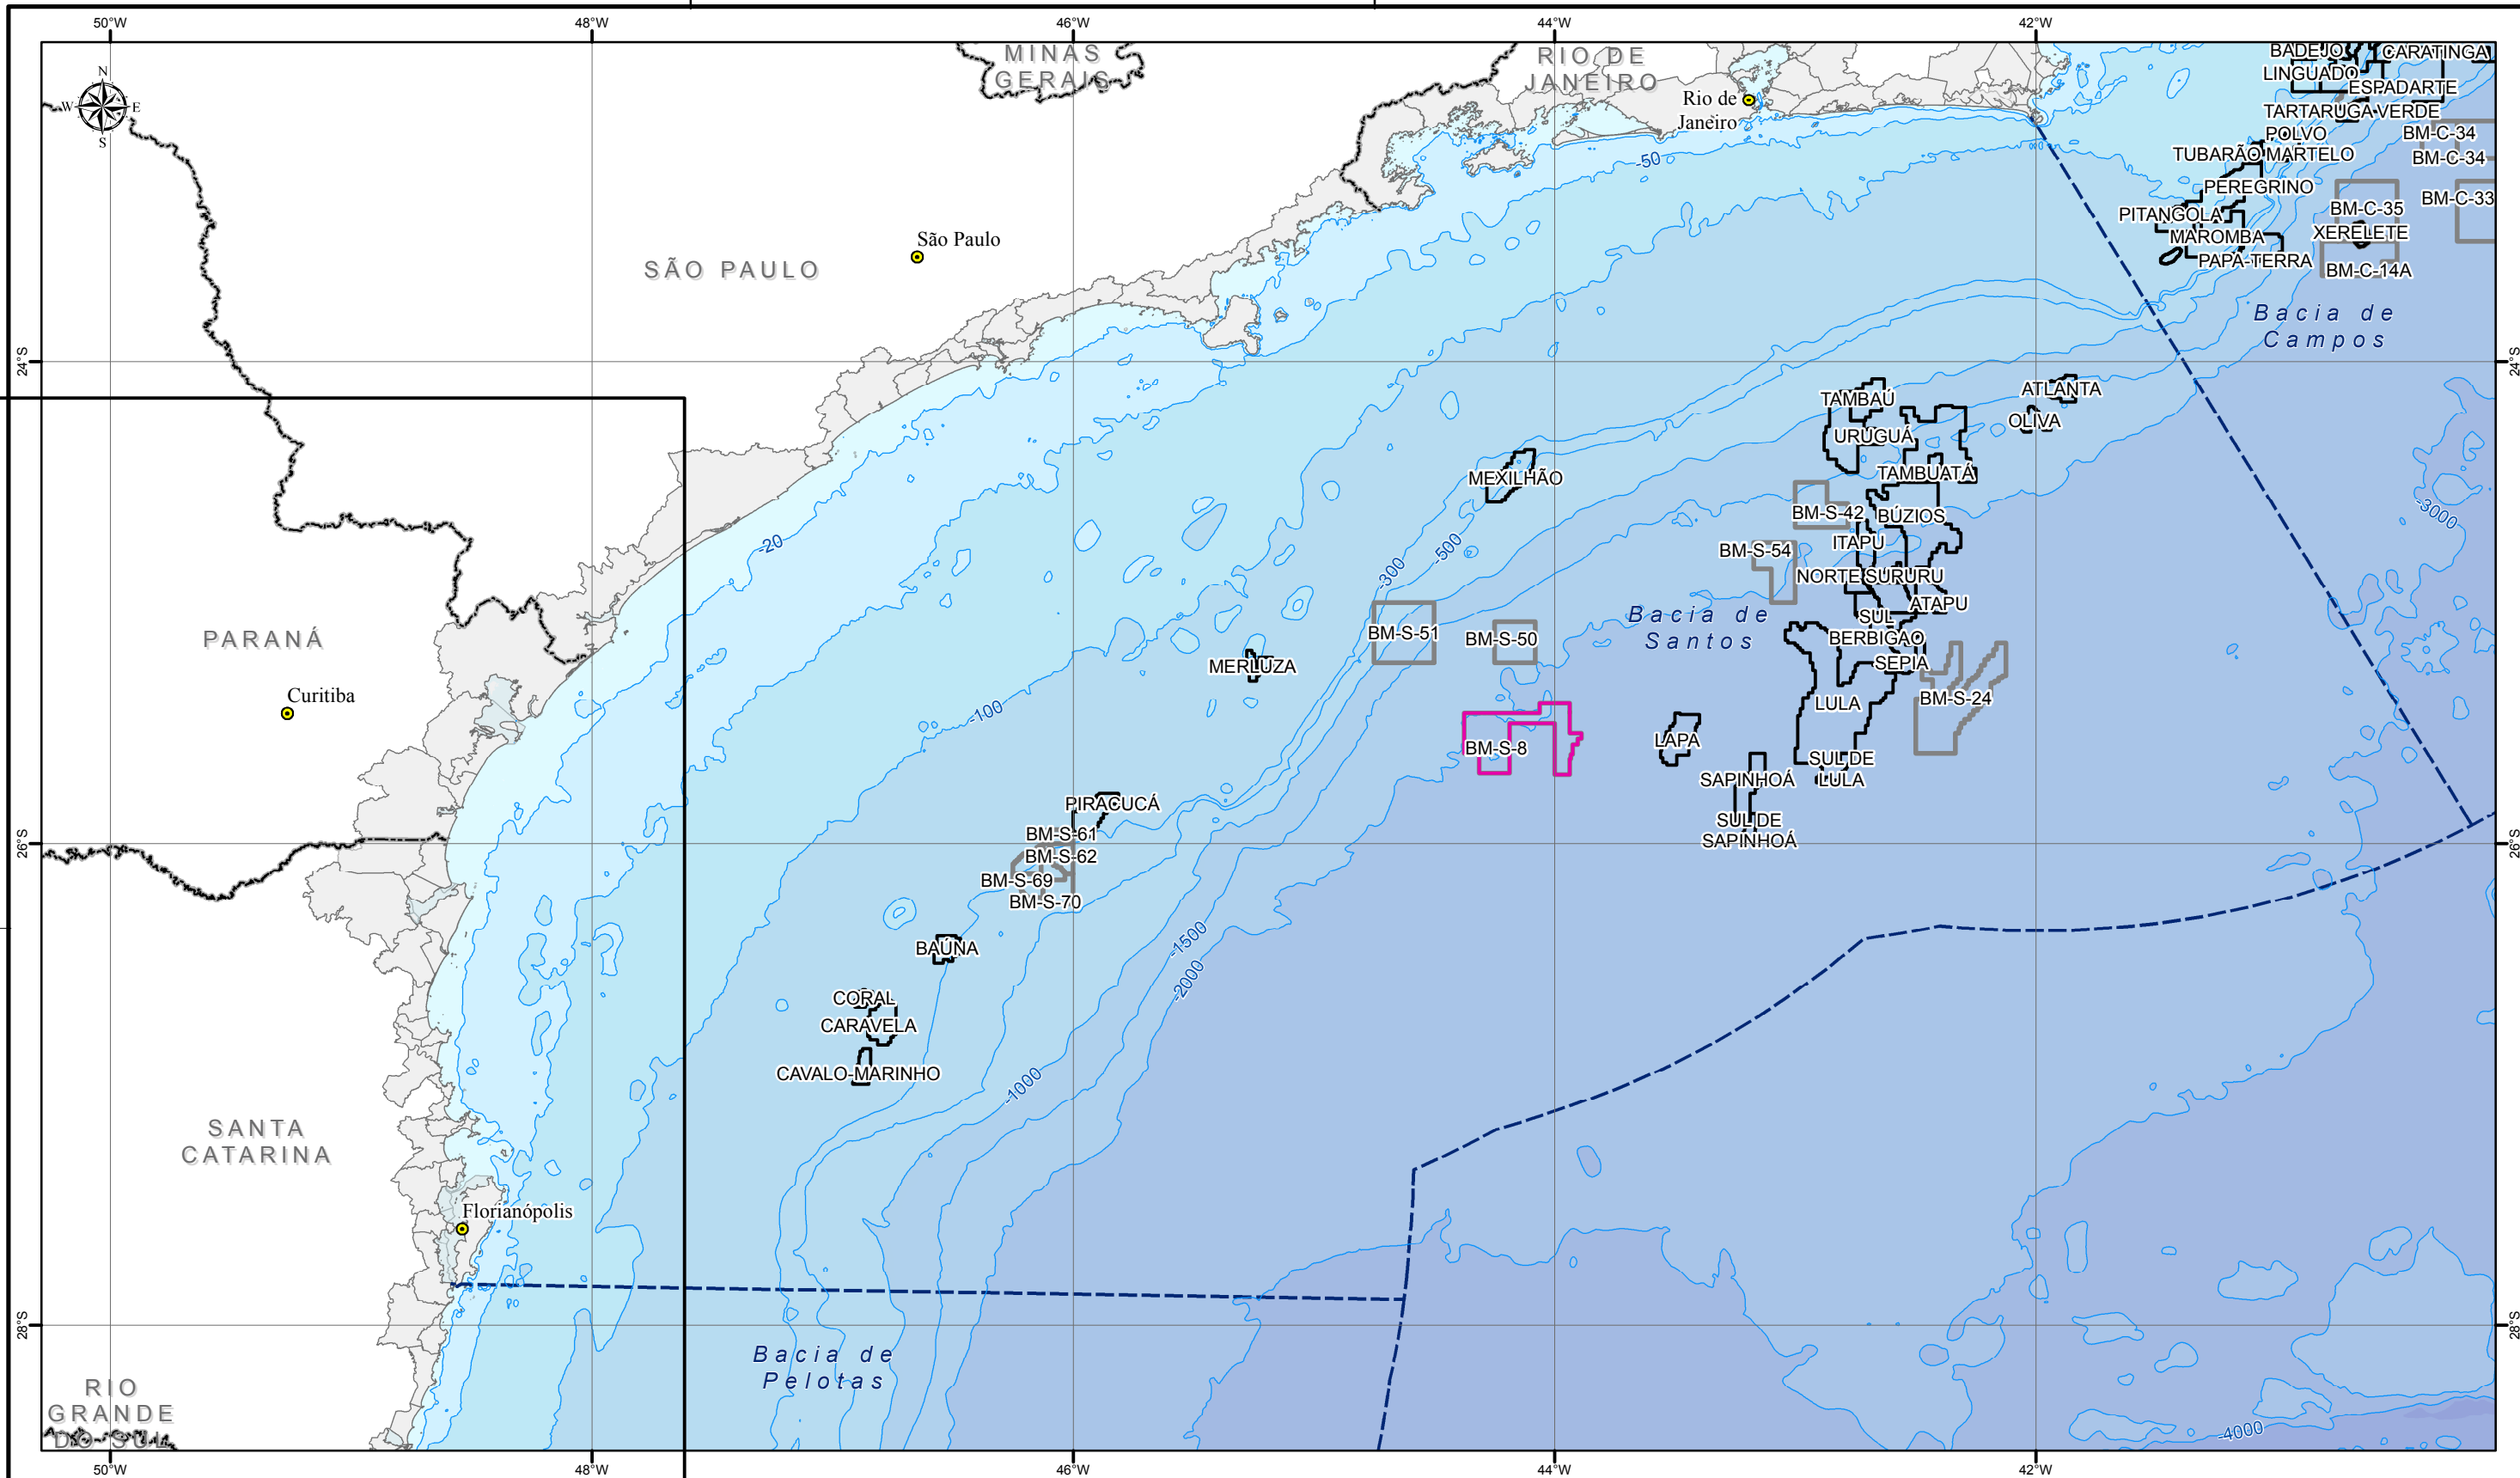 50°W
48°W
46°W
44°W
42°W
N
W
E
S
MINAS
GERAIS
RIO DE
JANEIRO
Rio de
Janeiro
BADEJO
CARATINGA
LINGUADO
ESPADARTE
TARTARUGA VERDE
POLVO
BM-C-34
TUBARÃO MARTELO
BM-C-34
PEREGRINO
BM-C-33
PITANGOLA
BM-C-35
MAROMBA
XERELETE
PAPA-TERRA
BM-C-14A
-50
São Paulo
SÃO PAULO
Bacia de
Campos
24°S
24°S
ATLANTA
TAMBAÚ
OLIVA
URUGUÁ
MEXILHÃO
TAMBUATÁ
BM-S-42
BÚZIOS
-3000
-20
-500
-300
ITAPU
BM-S-54
NORTE SURURU
ATAPU
SUL
BERBIGAO
SEPIA
Bacia de
Santos
BM-S-51
BM-S-50
PARANÁ
MERLUZA
Curitiba
LULA
BM-S-24
-100
BM-S-8
LAPA
SUL DE
LULA
SAPINHOÁ
PIRACUCÁ
SUL DE
SAPINHOÁ
BM-S-61
26°S
26°S
BM-S-62
BM-S-69
BM-S-70
BAÚNA
-1500
-2000
CORAL
CARAVELA
CAVALO-MARINHO
-1000
SANTA
CATARINA
Florianópolis
28°S
28°S
Bacia de
Pelotas
RIO
GRANDE
DO SUL
-4000
50°W
48°W
46°W
44°W
42°W